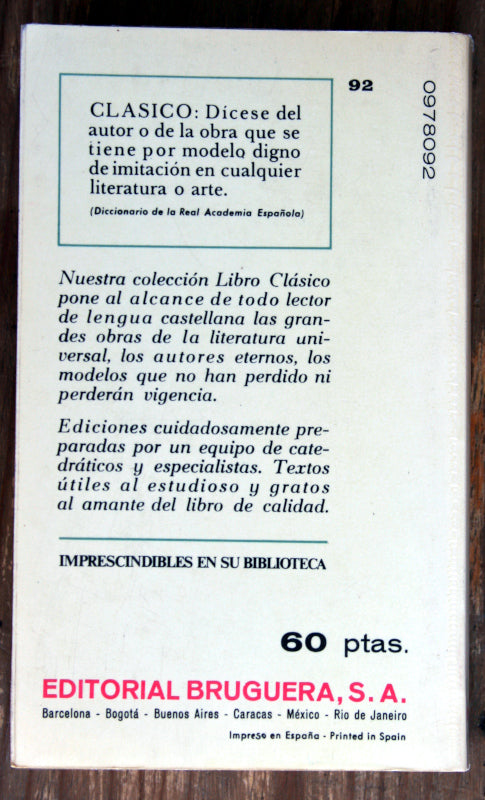 92
0978092
CLASICO: Dícese del
autor o de la obra que se
tiene por modelo digno
de imitación en cualquier
literatura o arte.
(Diccionario de la Real Academia Española)
Nuestra colección Libro Clásico
pone al alcance de todo lector
de lengua castellana las gran-
des obras de la literatura uni-
versal, los autores eternos, los
modelos que no han perdido ni
perderán vigencia.
Ediciones cuidadosamente pre-
paradas por un equipo de cate-
dráticos y especialistas. Textos
útiles al estudioso y gratos
al amante del libro de calidad.
IMPRESCINDIBLES EN SU BIBLIOTECA
60 ptas.
EDITORIAL BRUGUERA, S. A.
Barcelona - Bogotá - Buenos Aires - Caracas - México - Rio de Janeiro
Impreso en España - Printed in Spain